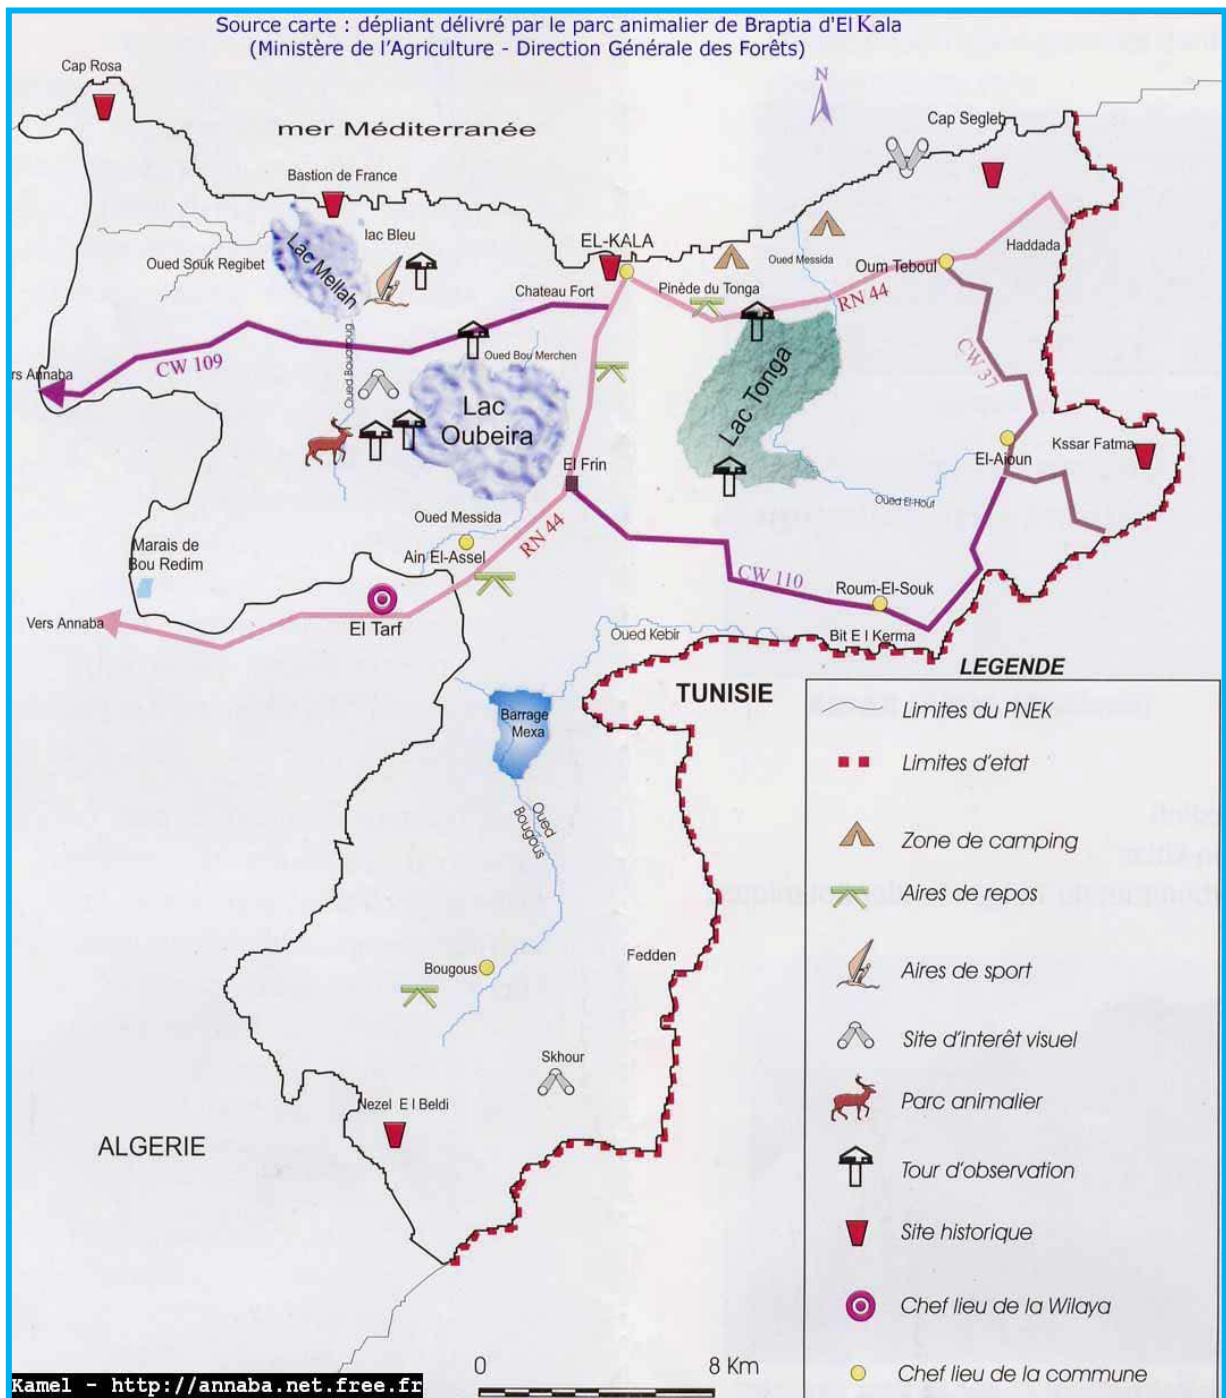 Source carte : dépliant délivré par le parc animalier de Braptia d'El Kala
(Ministère de l'Agriculture - Direction Générale des Forêts)
Cap Rosa
N
Cap Segleb
mer Méditerranée
Bastion de France
lac Bleu
EL-KALA
Haddada
Oued Souk Regibet
Lac Mellah
Oued Messida
Oum Teboul
Chateau Fort
Pinède du Tonga
RN 44
CW 109
Oued Bouaroug
Oued Bou Merchen
CW 37
rs Annaba
Lac
Oubeira
Lac Tonga
El Frin
El-Aioun
Kssar Fatma
Oued El-Hout
Oued Messida
RN 44
Marais de
Bou Redim
Ain El-Assel
CW 110
Roum-El-Souk
Vers Annaba
El Tarf
Oued Kebir
Bit E l Kerma
LEGENDE
TUNISIE
Barrage
Mexa
Limites du PNEK
Limites d'etat
Oued
Bougous
Zone de camping
Aires de repos
Bougous
Fedden
Aires de sport
Skhour
Site d'interêt visuel
Nezel E l Beldi
Parc animalier
ALGERIE
Tour d'observation
Site historique
Chef lieu de la Wilaya
0 8 Km
Chef lieu de la commune
Kamel - http://annaba.net.free.fr